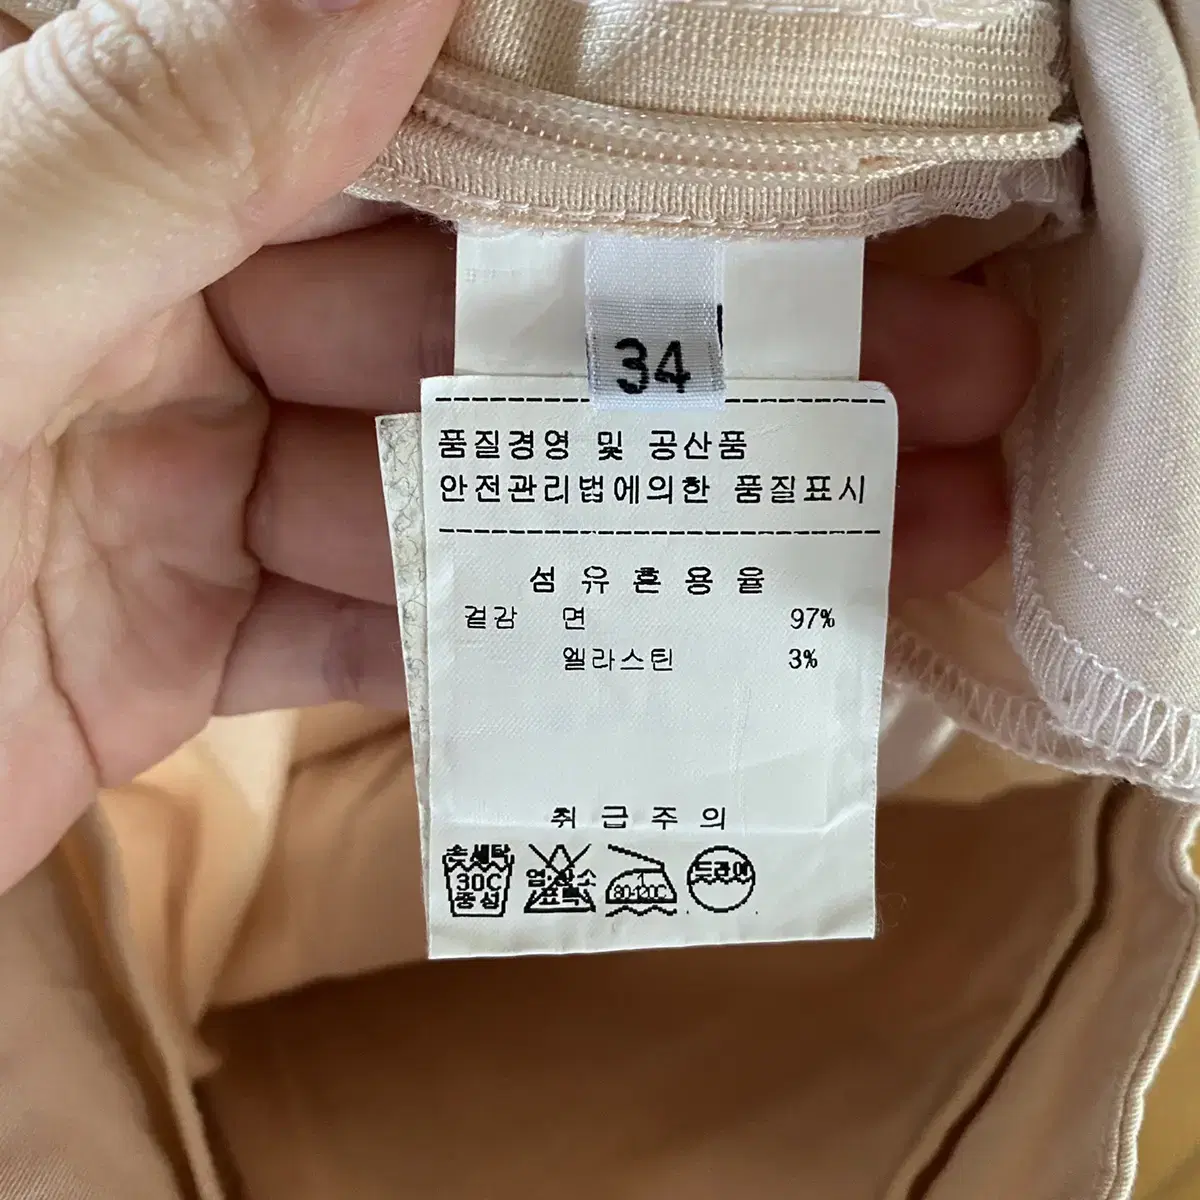 34
품질경영 및 공산품
안전관리법에의한 품질표시
섬유혼용율
겉감 면 97%
엘라스틴 3%
취급주의
손세탁
30C
중성
염소
표백
80-120C
드라이